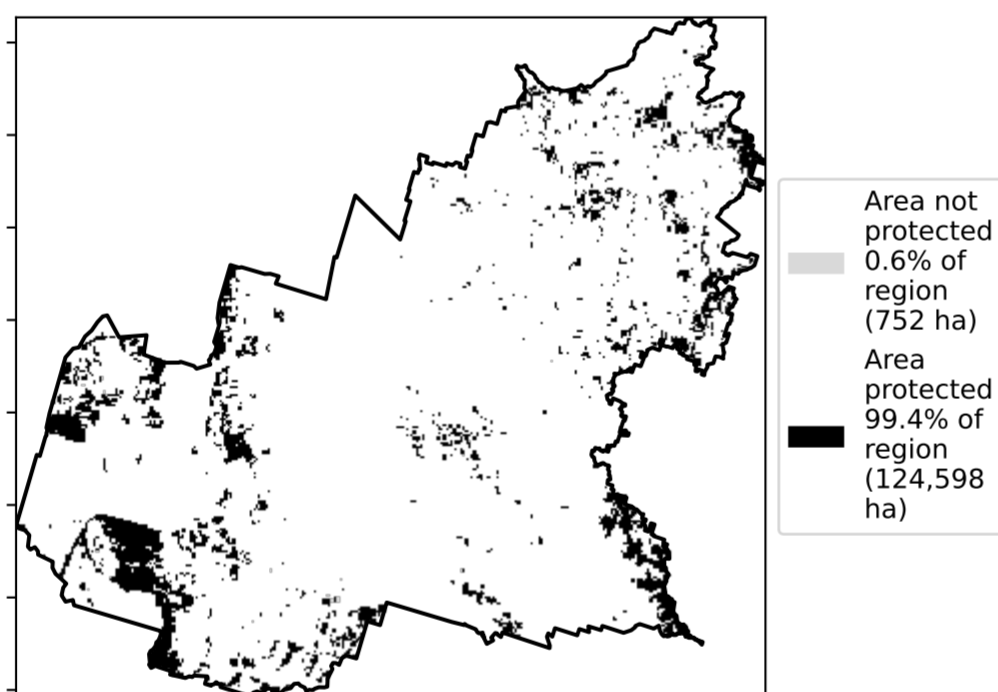 Area not
protected
0.6% of
region
(752 ha)
Area
protected
99.4% of
region
(124,598
ha)